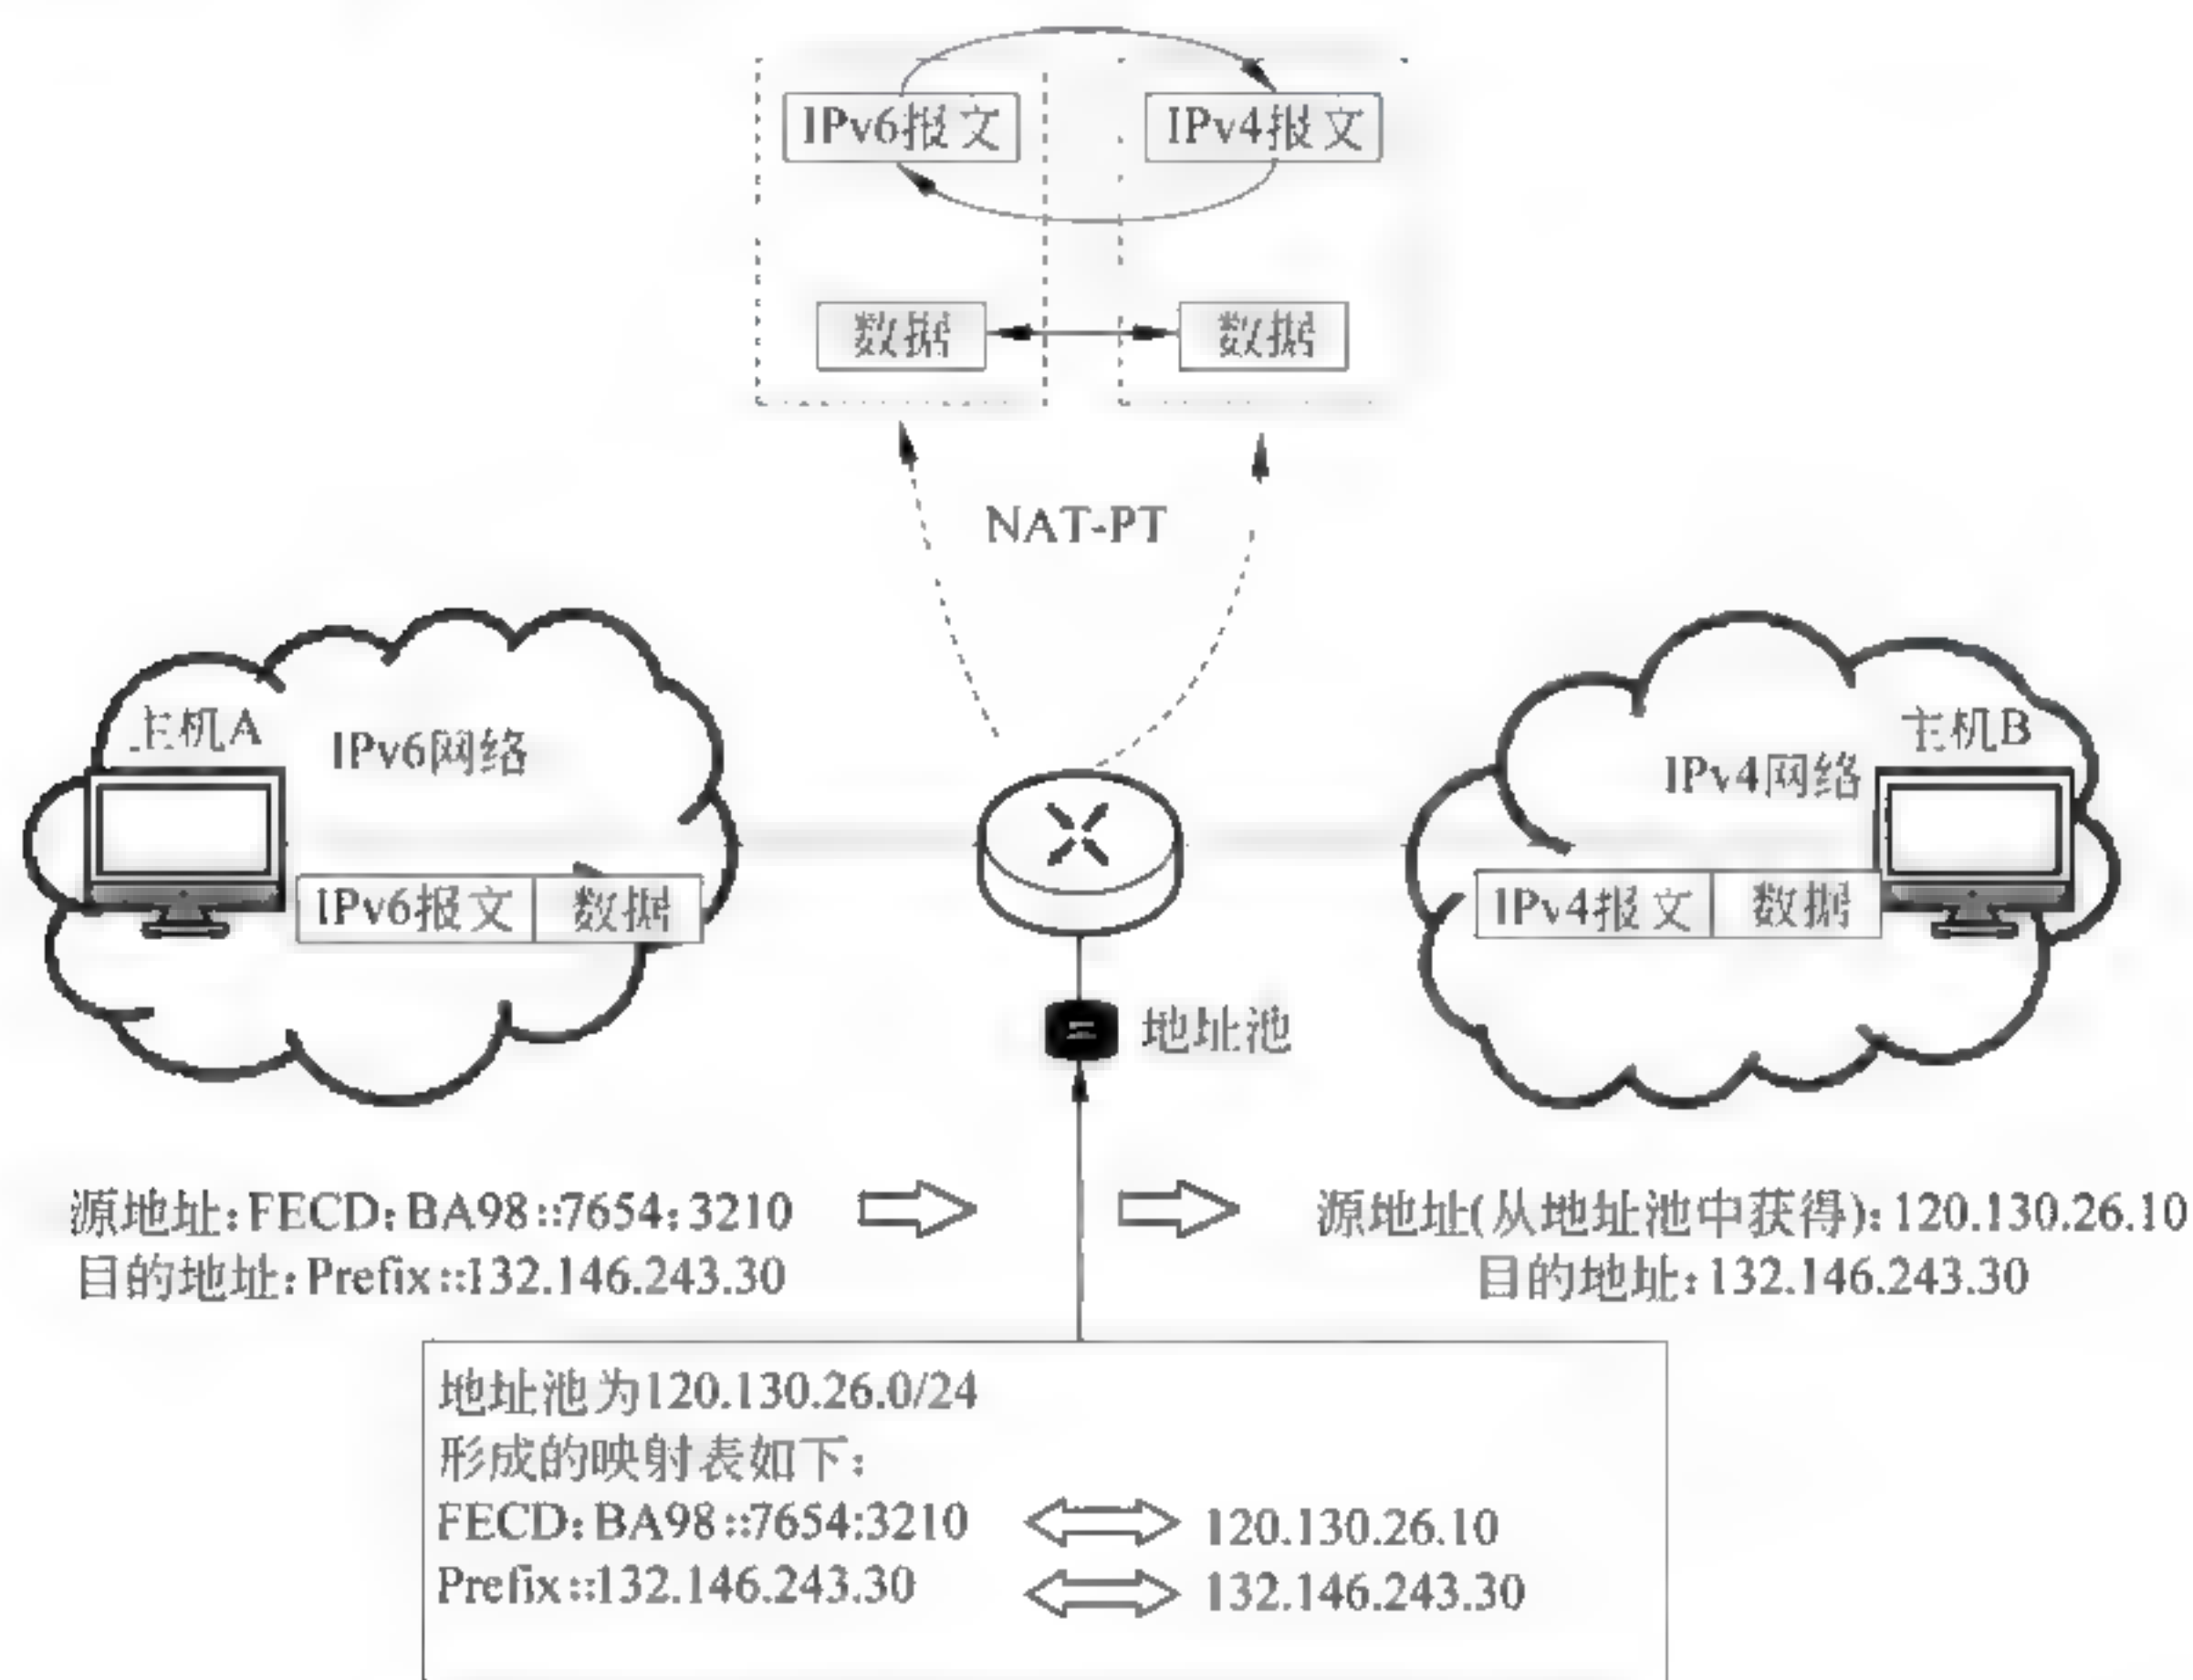 IPv6报文
IPv4报文
数据
数据
NAT-PT
主机A
IPv6网络
IPv6报文
数据
主机B
IPv4网络
IPv4报文
数据
地址池
源地址:FECD:BA98::7654:3210
目的地址:Prefix::132.146.243.30
源地址(从地址池中获得):120.130.26.10
目的地址:132.146.243.30
地址池为120.130.26.0/24
形成的映射表如下:
FECD:BA98::7654:3210 120.130.26.10
Prefix::132.146.243.30 132.146.243.30